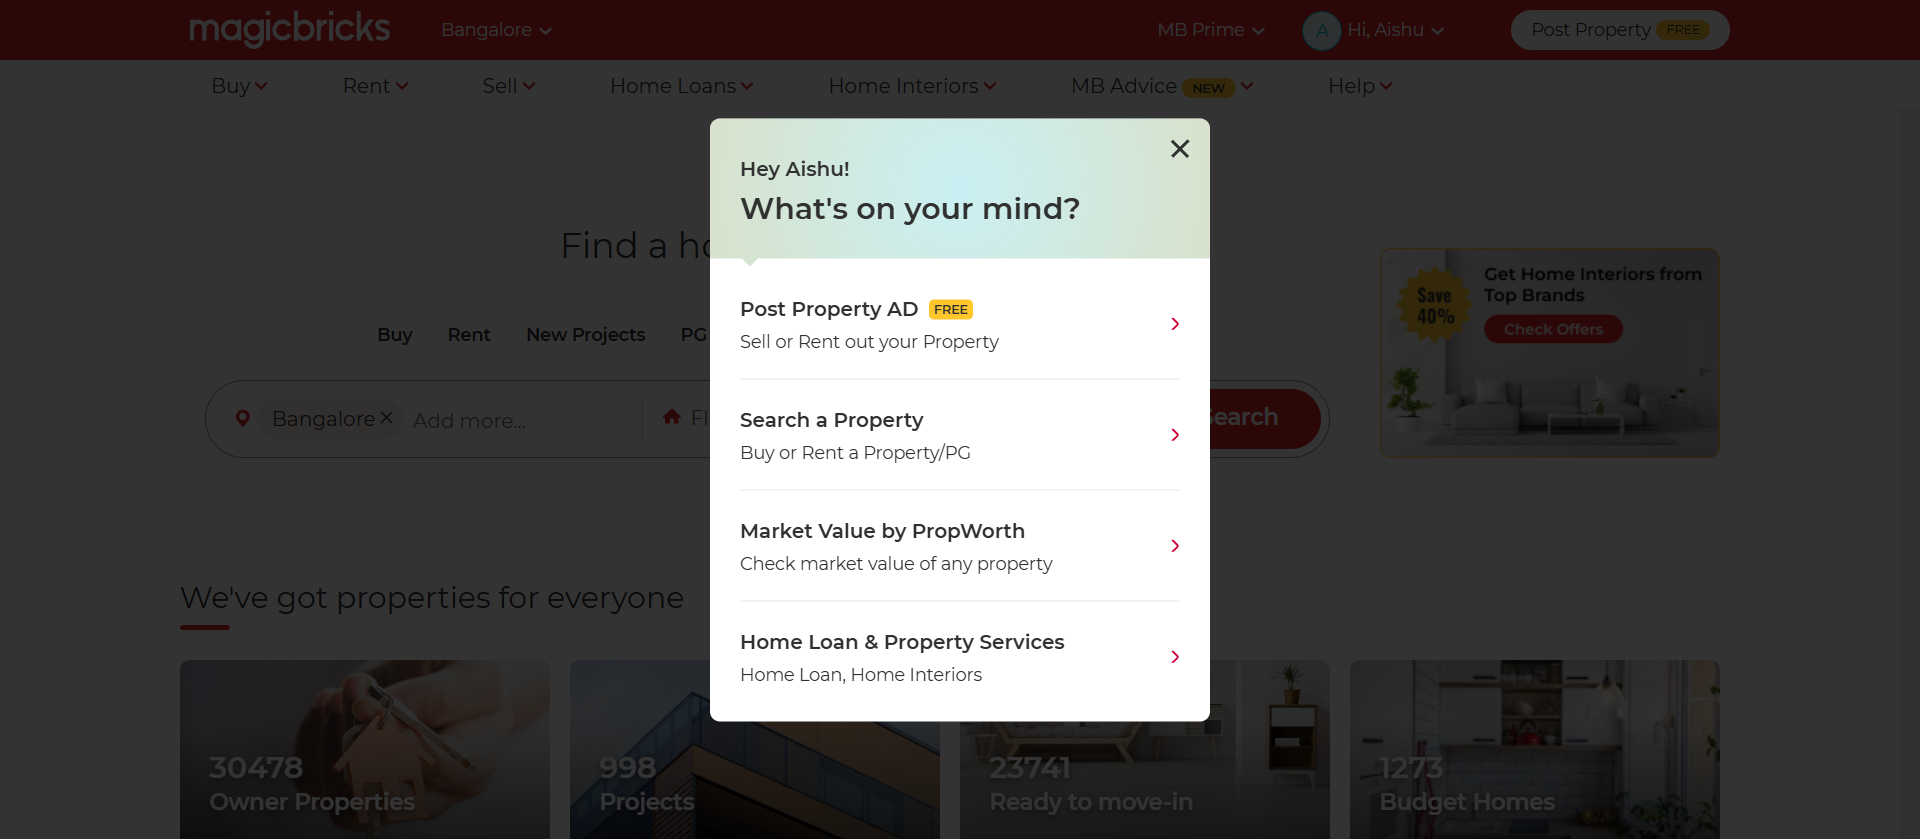 magicbricks
Bangalore
MB Prime
A
Hi, Aishu
Post Property FREE
Buy
Rent
Sell
Home Loans
Home Interiors
MB Advice NEW
Help
Hey Aishu!
What's on your mind?
Post Property AD FREE
Sell or Rent out your Property
Search a Property
Buy or Rent a Property/PG
Market Value by PropWorth
Check market value of any property
Home Loan & Property Services
Home Loan, Home Interiors
Find a ho
Buy
Rent
New Projects
PG
Bangalore
Add more...
Fl
Search
Save
40%
Get Home Interiors from
Top Brands
Check Offers
We've got properties for everyone
30478
Owner Properties
998
Projects
23741
Ready to move-in
1273
Budget Homes